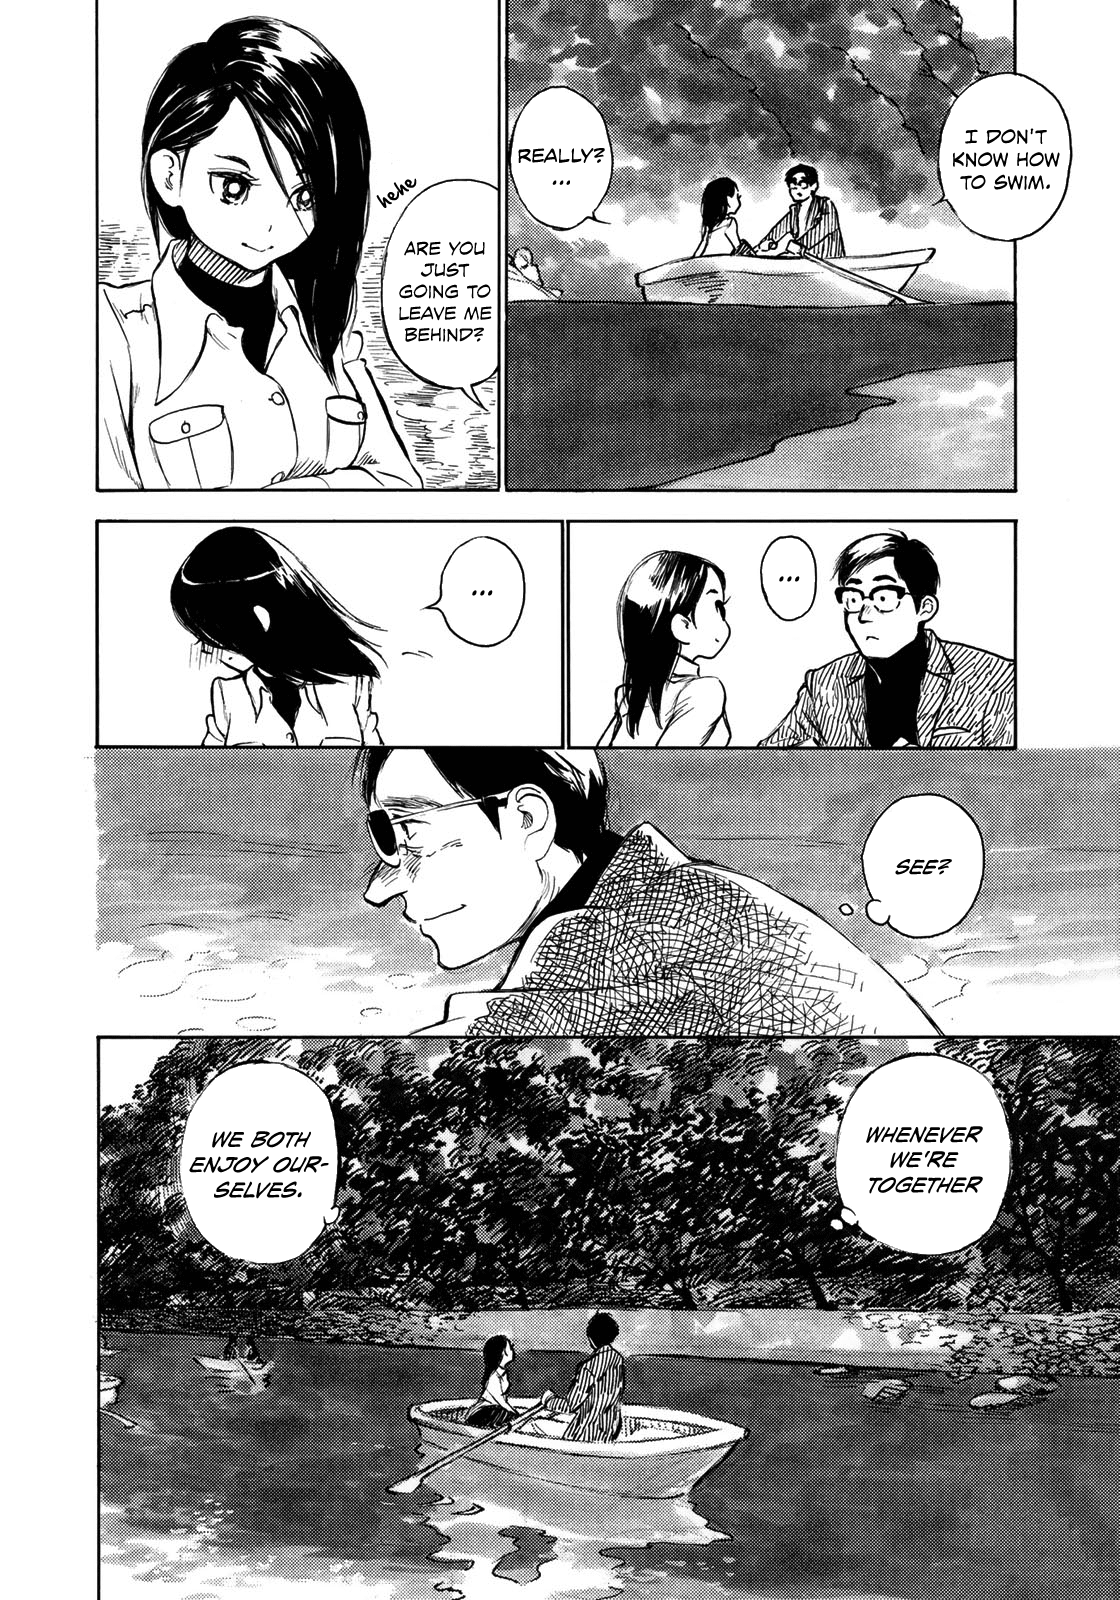 I DON'T
KNOW HOW
TO SWIM.
REALLY?
...
hehe
ARE YOU
JUST
GOING TO
LEAVE ME
BEHIND?
...
...
SEE?
WHENEVER
WE'RE
TOGETHER
WE BOTH
ENJOY OUR-
SELVES.